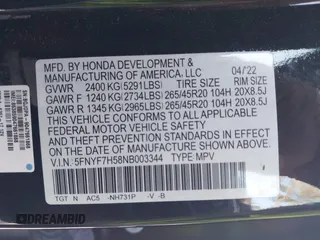 MFD. BY HONDA DEVELOPMENT &
MANUFACTURING OF AMERICA, LLC 04/22
GVWR 2400 KG(5291LBS) TIRE SIZE RIM SIZE
GAWR F 1240 KG(2734LBS) 265/45R20 104H 20X8.5J
GAWR R 1345 KG(2965LBS) 265/45R20 104H 20X8.5J
THIS VEHICLE CONFORMS TO ALL APPLICABLE
FEDERAL MOTOR VEHICLE SAFETY AND THEFT
PREVENTION STANDARDS IN EFFECT ON THE
DATE OF MANUFACTURE SHOWN ABOVE.
V.I.N. 5FNYF7H58NB003344 TYPE: MPV
TGT N AC5 -NH731P -V -B
DREAMBID